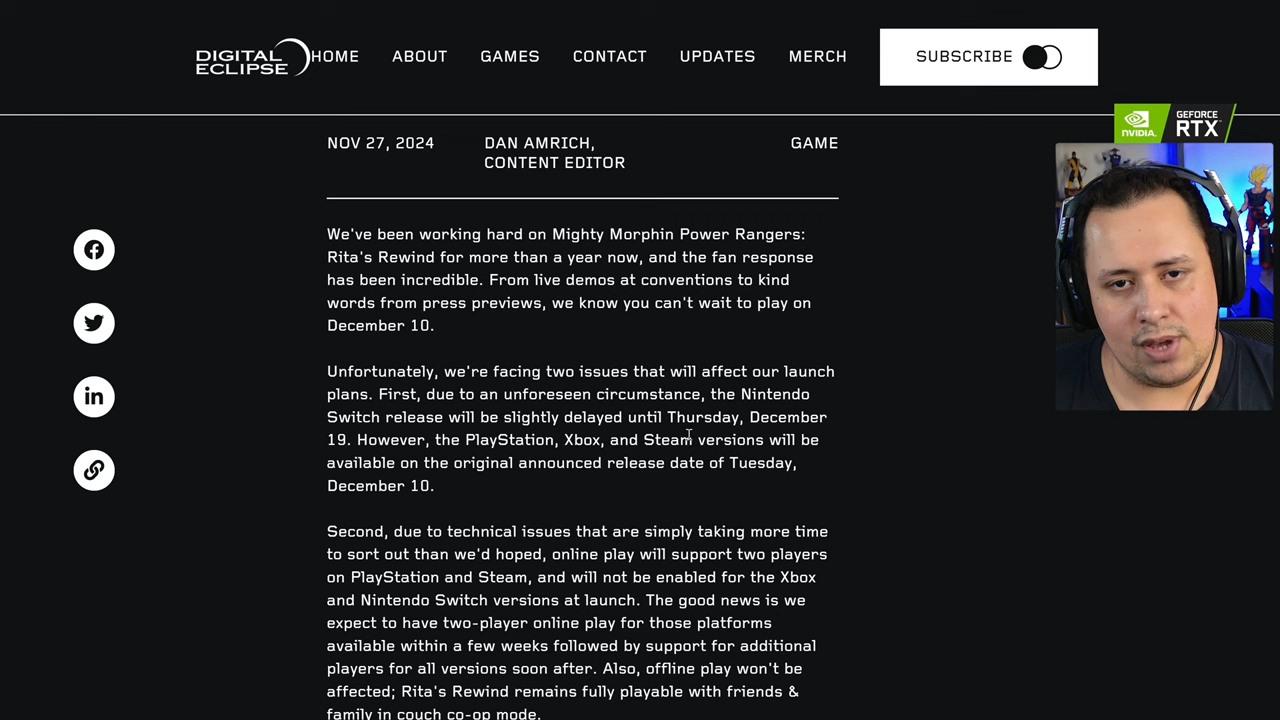 DIGITAL
ECLIPSE
HOME ABOUT GAMES CONTACT UPDATES MERCH SUBSCRIBE
NVIDIA. GEFORCE
RTX
NOV 27, 2024 DAN AMRICH, GAME
CONTENT EDITOR
We've been working hard on Mighty Morphin Power Rangers:
Rita's Rewind for more than a year now, and the fan response
has been incredible. From live demos at conventions to kind
words from press previews, we know you can't wait to play on
December 10.
Unfortunately, we're facing two issues that will affect our launch
plans. First, due to an unforeseen circumstance, the Nintendo
Switch release will be slightly delayed until Thursday, December
19. However, the PlayStation, Xbox, and Steam versions will be
available on the original announced release date of Tuesday,
December 10.
Second, due to technical issues that are simply taking more time
to sort out than we'd hoped, online play will support two players
on PlayStation and Steam, and will not be enabled for the Xbox
and Nintendo Switch versions at launch. The good news is we
expect to have two-player online play for those platforms
available within a few weeks followed by support for additional
players for all versions soon after. Also, offline play won't be
affected; Rita's Rewind remains fully playable with friends &
family in couch co-op mode.